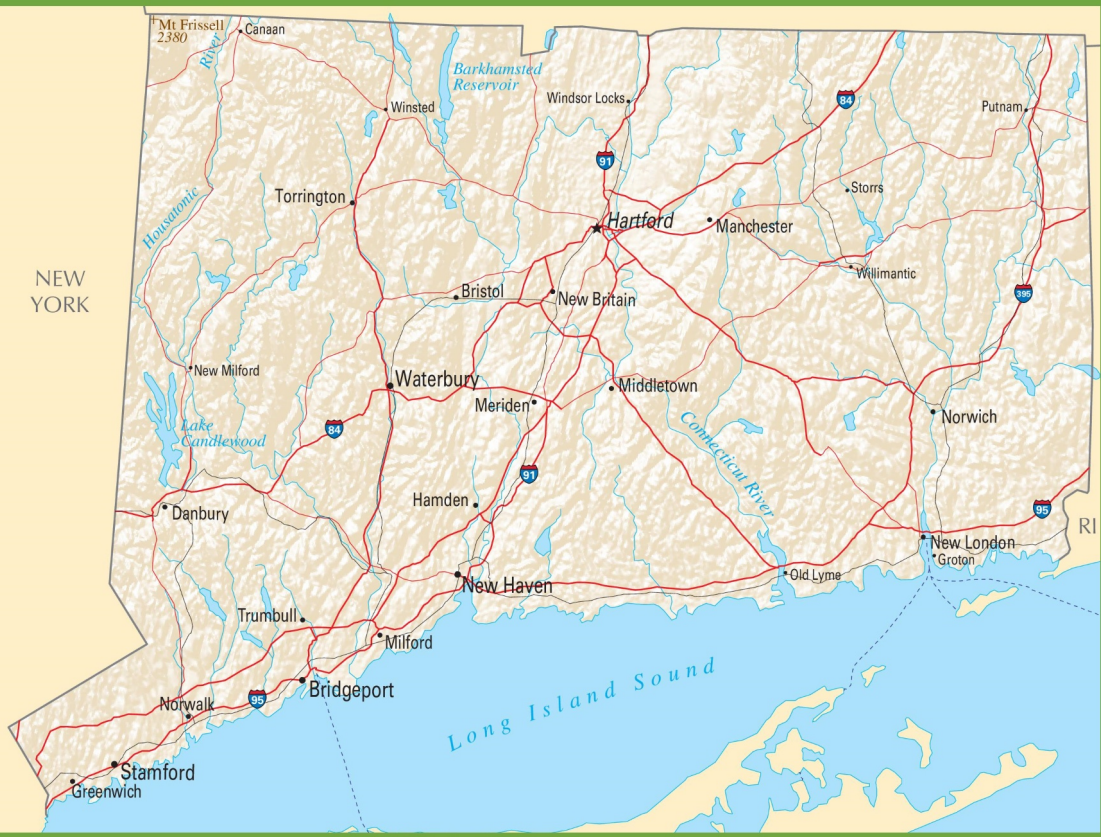 Mt Frissell
2380
Canaan
River
Barkhamsted
Reservoir
Winsted
Windsor Locks
84
Putnam
91
Storrs
Torrington
Housatonic
Hartford
Manchester
NEW
YORK
Willimantic
Bristol
New Britain
395
New Milford
Waterbury
Middletown
Meriden
Norwich
Lake
Candlewood
84
Connecticut River
91
Hamden
Danbury
95
RI
New London
Groton
Old Lyme
New Haven
Trumbull
Milford
Bridgeport
95
Norwalk
Long Island Sound
Stamford
Greenwich